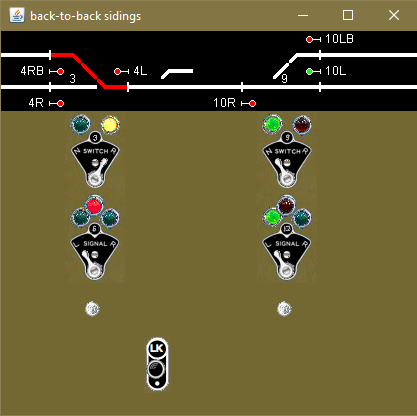 back-to-back sidings
10LB
4RB
3
4L
9
10L
4R
10R
3
9
N SWITCH R
N SWITCH R
6
12
L SIGNAL R
L SIGNAL R
LK